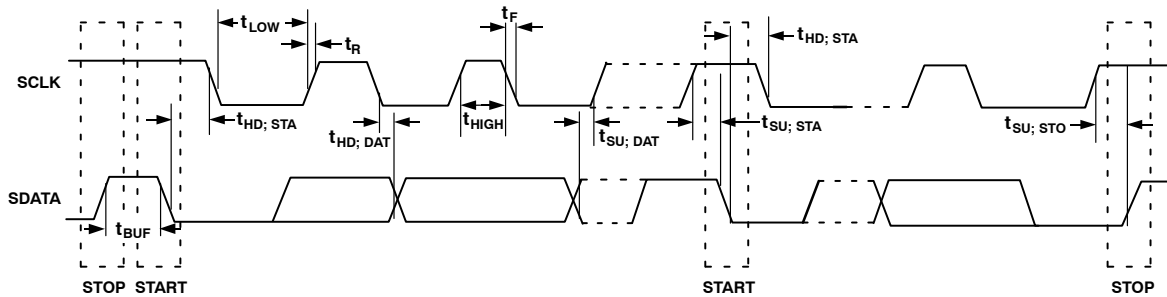 tLOW
tR
tF
tHD; STA
SCLK
tHD; STA
tHD; DAT
tHIGH
tSU; DAT
tSU; STA
tSU; STO
SDATA
tBUF
STOP START START STOP